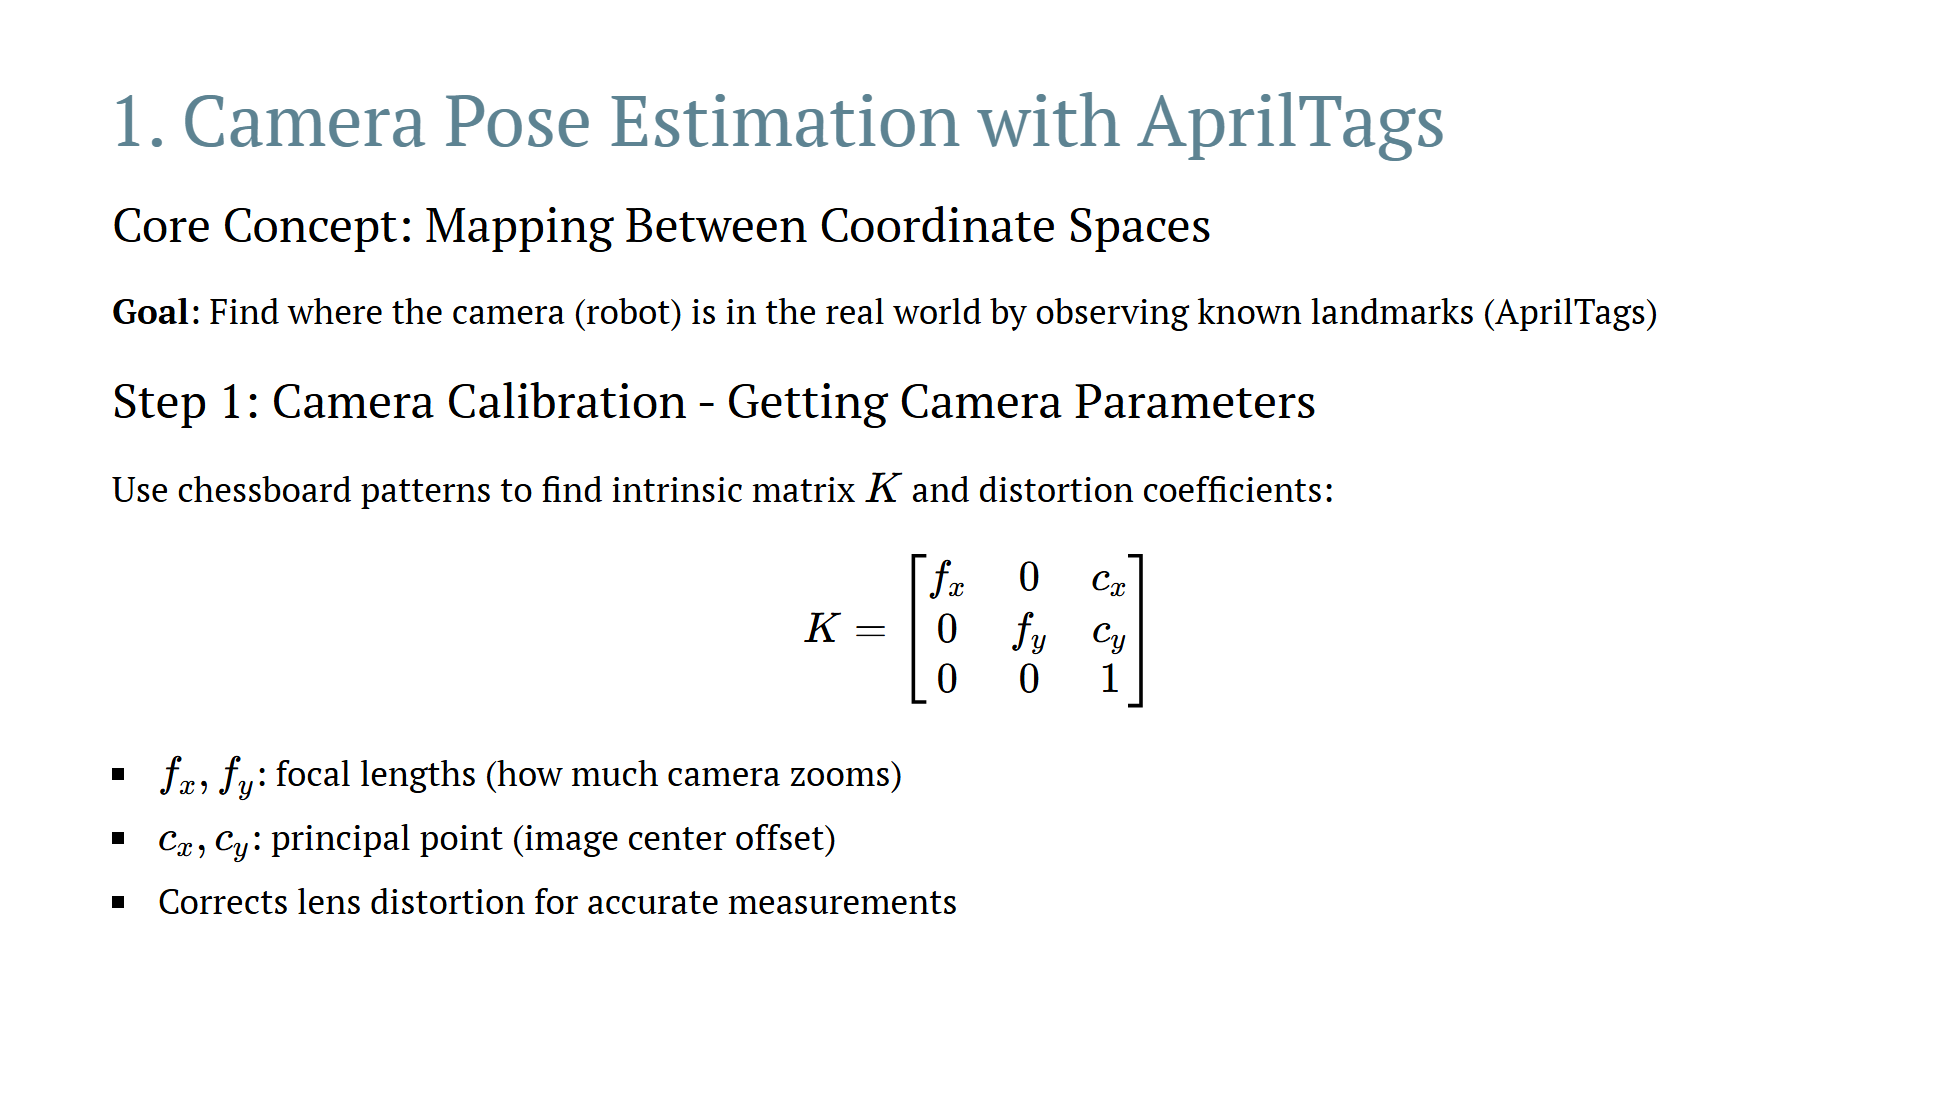 1. Camera Pose Estimation with AprilTags
Core Concept: Mapping Between Coordinate Spaces
Goal: Find where the camera (robot) is in the real world by observing known landmarks (AprilTags)
Step 1: Camera Calibration - Getting Camera Parameters
Use chessboard patterns to find intrinsic matrix K and distortion coefficients:
f_x 0 c_x
K = 0 f_y c_y
0 0 1
▪ f_x, f_y: focal lengths (how much camera zooms)
▪ c_x, c_y: principal point (image center offset)
▪ Corrects lens distortion for accurate measurements